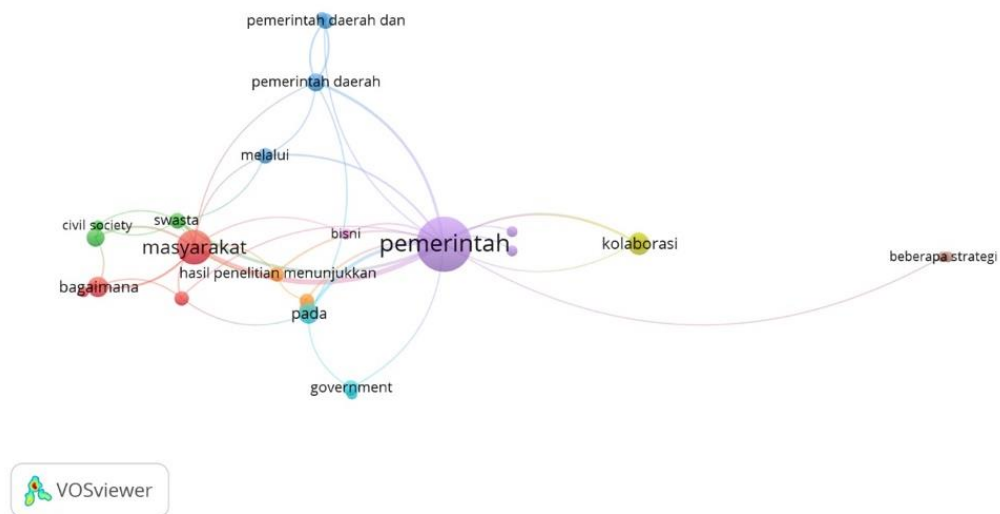 pemerintah daerah dan
pemerintah daerah
melalui
civil society
swasta
bisni
masyarakat
pemerintah
kolaborasi
beberapa strategi
hasil penelitian menunjukkan
bagaimana
pada
government
VOSviewer